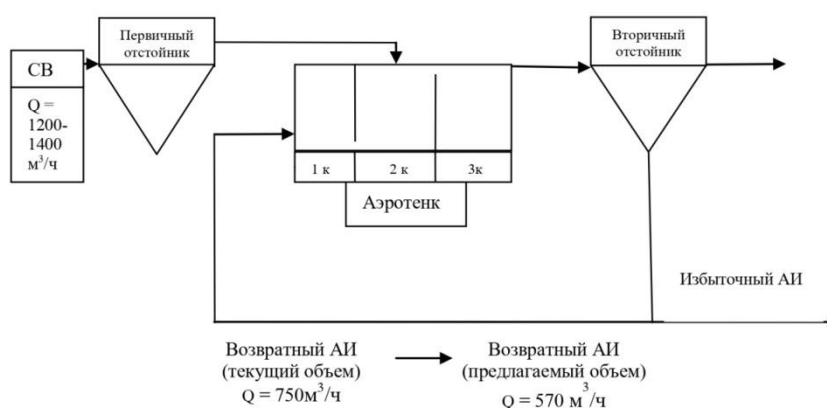 Первичный
отстойник
СВ
Q =
1200-
1400
м³/ч
Вторичный
отстойник
1 к
2 к
3к
Аэротенк
Избыточный АИ
Возвратный АИ
(текущий объем)
Q = 750м³/ч
Возвратный АИ
(предлагаемый объем)
Q = 570 м³/ч